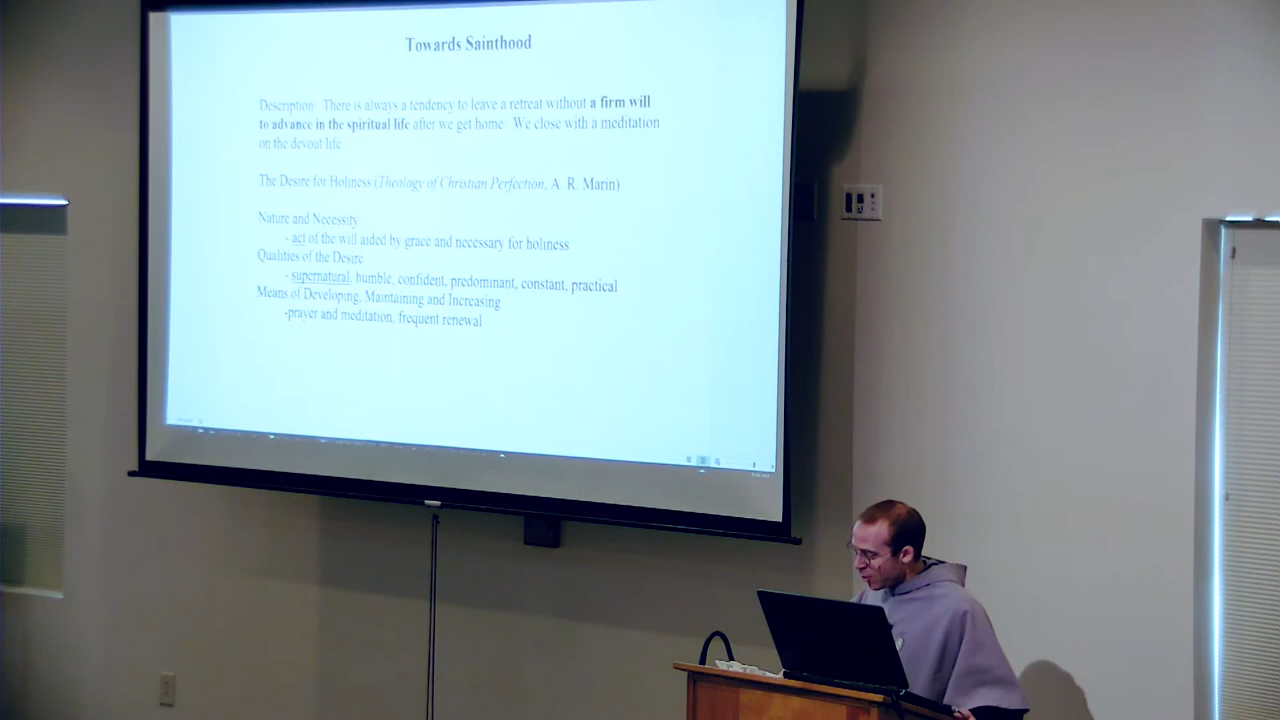 Towards Sainthood
Description: There is always a tendency to leave a retreat without a firm will
to advance in the spiritual life after we get home. We close with a meditation
on the devout life
The Desire for Holiness (Theology of Christian Perfection, A. R. Marin)
Nature and Necessity
- act of the will aided by grace and necessary for holiness
Qualities of the Desire
- supernatural, humble, confident, predominant, constant, practical
Means of Developing, Maintaining and Increasing
-prayer and meditation, frequent renewal